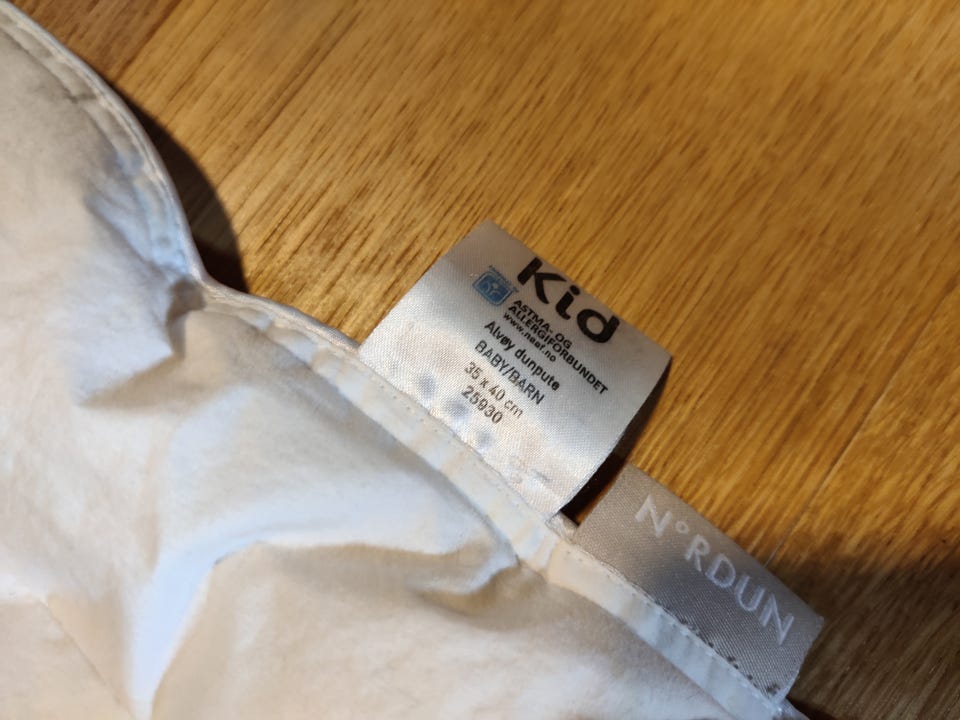 Kid
ASTMA- OG
ALLERGIFORBUNDET
www.naaf.no
Alvøy dunpute
BABY/BARN
35 x 40 cm
25930
N°RDUN